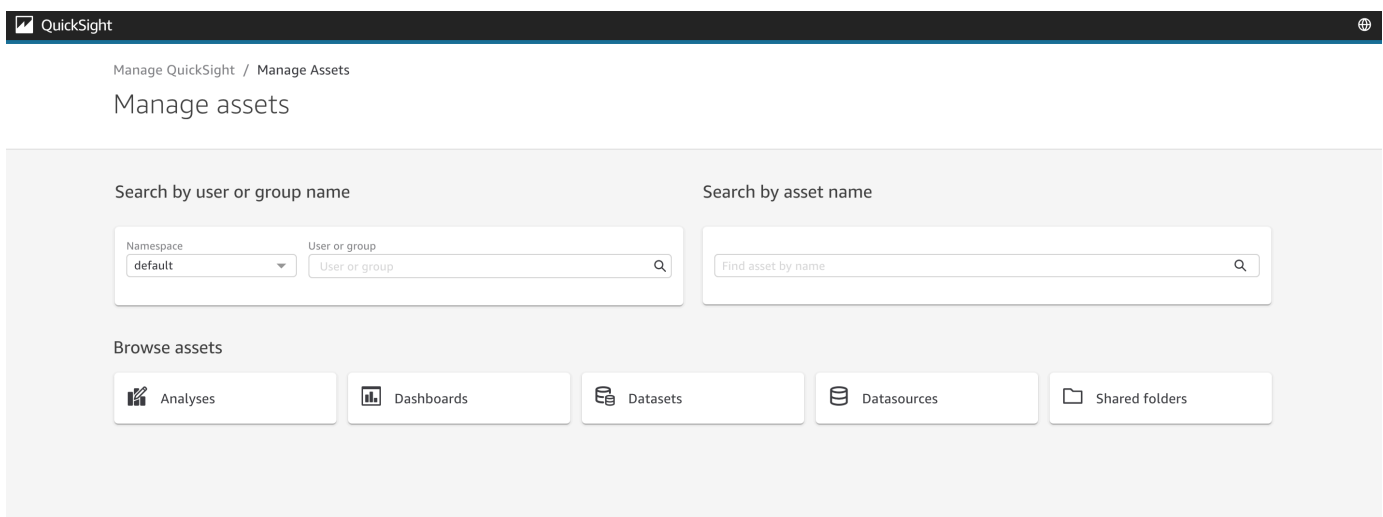 QuickSight
Manage QuickSight / Manage Assets
Manage assets
Search by user or group name
Namespace
default
User or group
User or group
Search by asset name
Find asset by name
Browse assets
Analyses
Dashboards
Datasets
Datasources
Shared folders